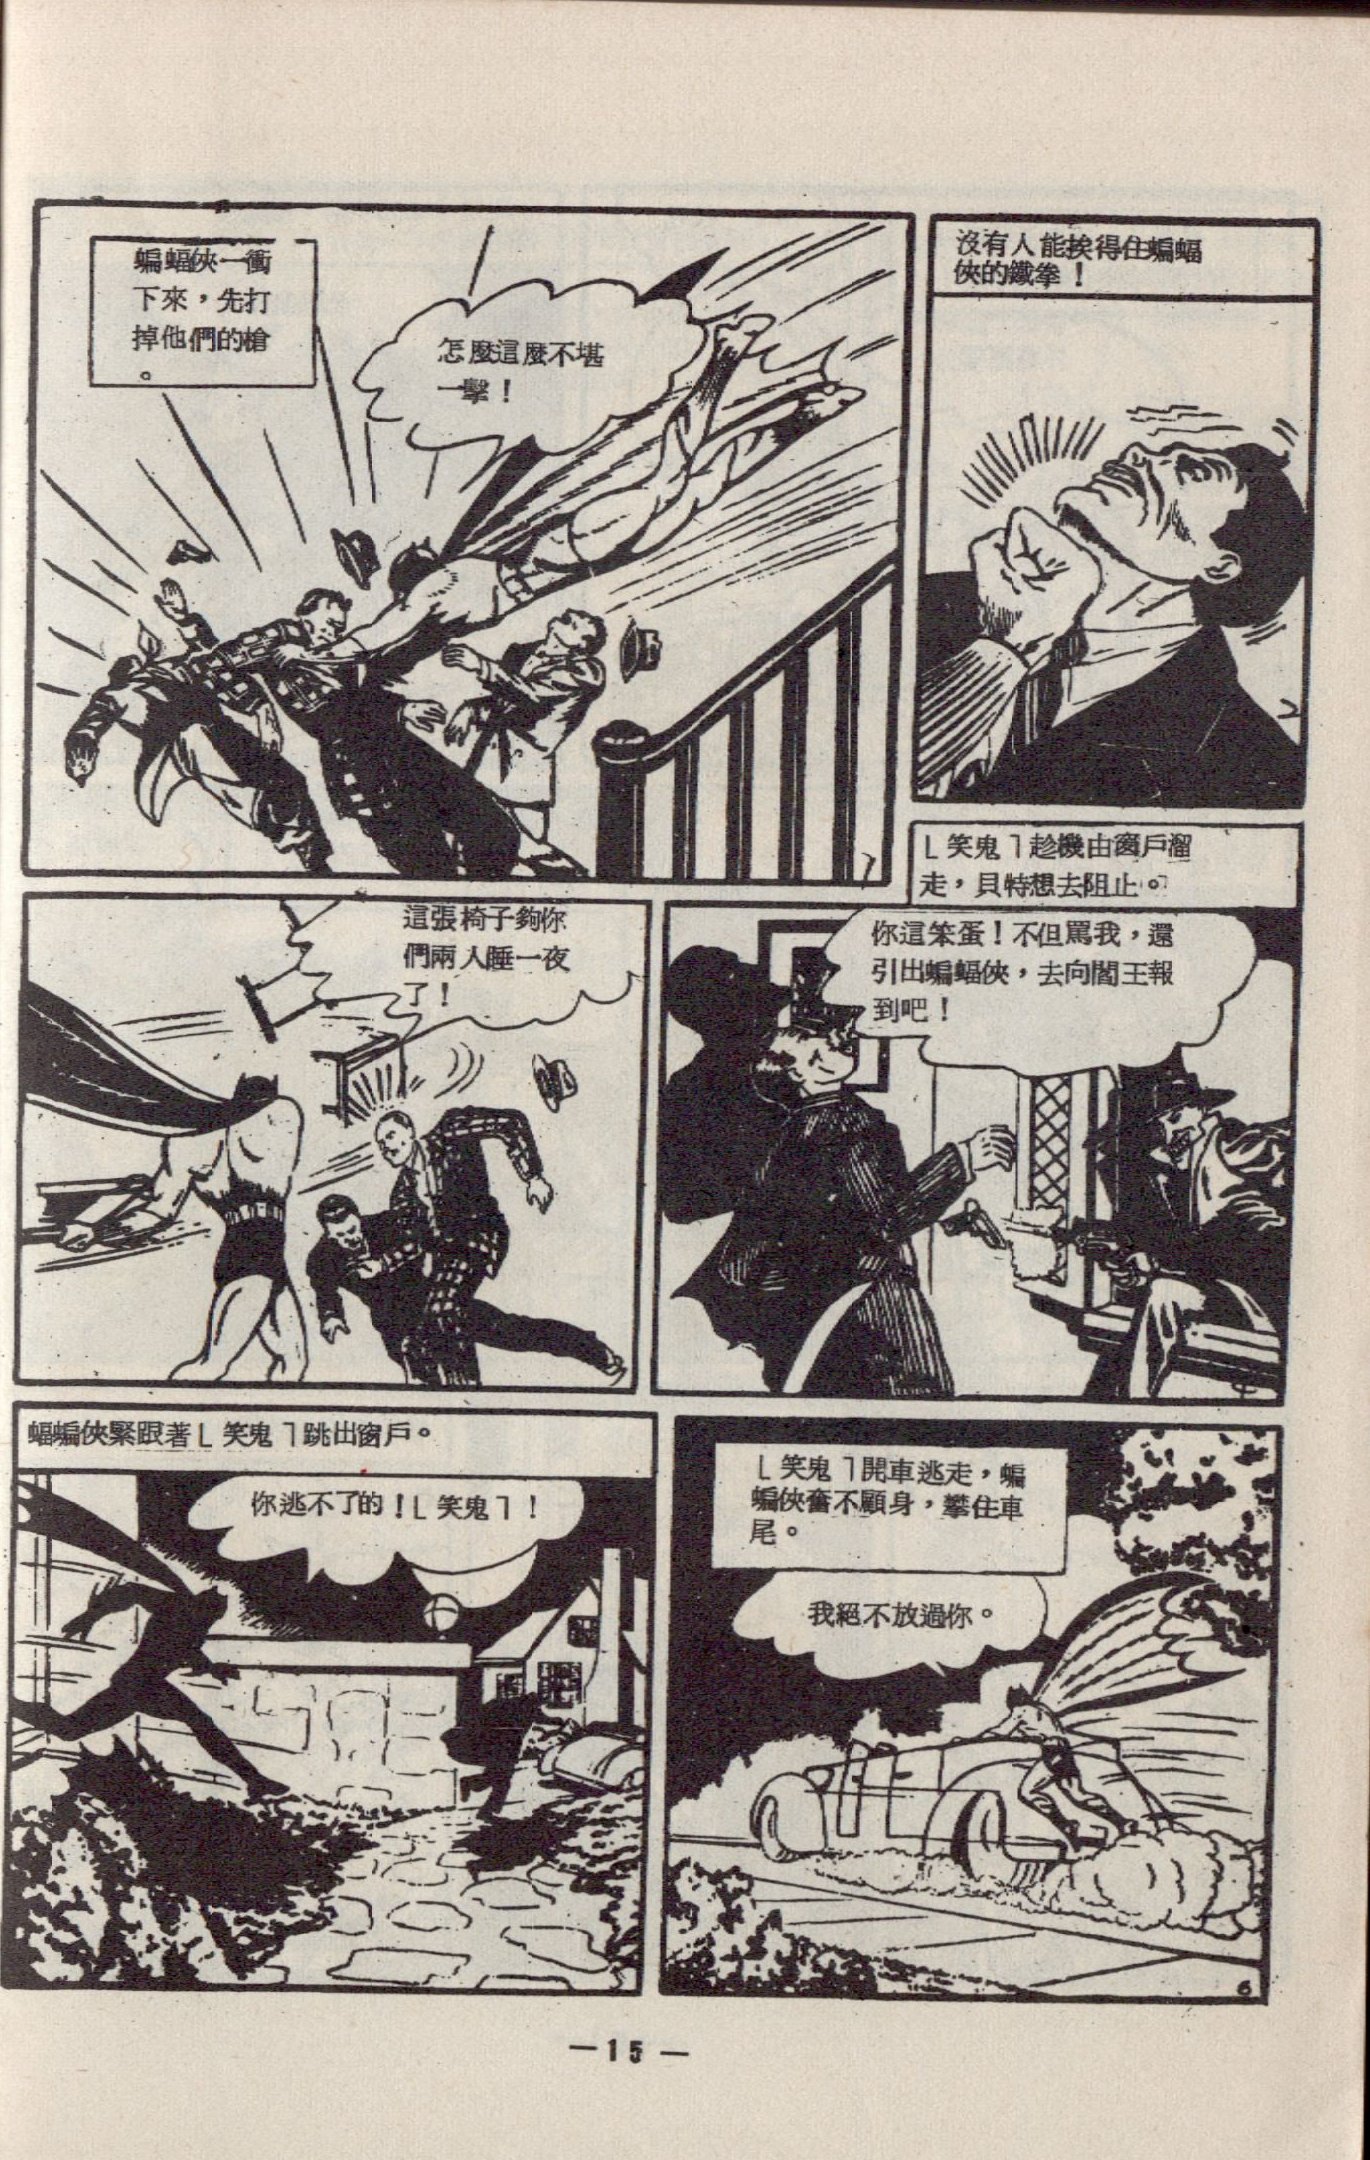 蝙蝠俠一衝
下來，先打
掉他們的槍
。
怎麼這麼不堪
一擊！
沒有人能挨得住蝙蝠
俠的鐵拳！
這張椅子夠你
們兩人睡一夜
了！
「笑鬼」趁機由窗戶溜
走，貝特想去阻止。
你這笨蛋！不但罵我，還
引出蝙蝠俠，去向閻王報
到吧！
蝠蝙俠緊跟著「笑鬼」跳出窗戶。
你逃不了的！「笑鬼」！
「笑鬼」開車逃走，蝙
蝙俠奮不顧身，攀住車
尾。
我絕不放過你。
6
—15—